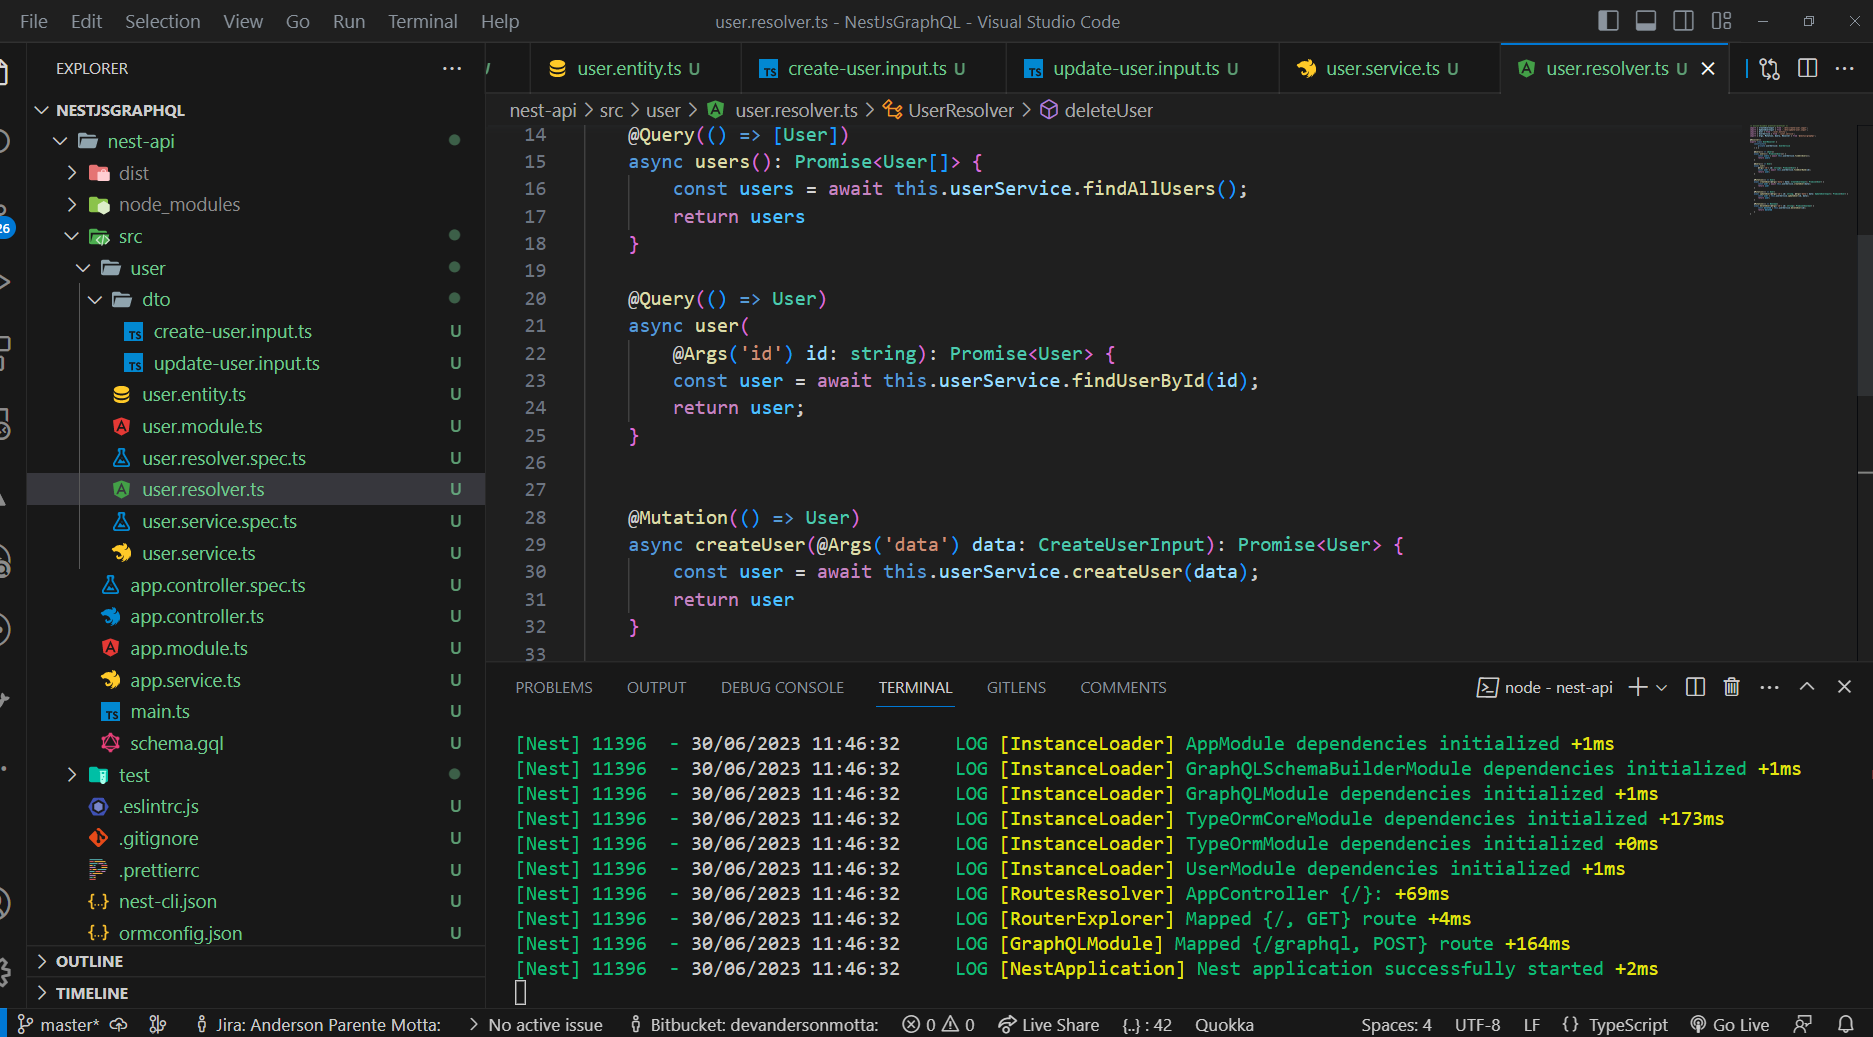 File Edit Selection View Go Run Terminal Help
user.resolver.ts - NestJsGraphQL - Visual Studio Code
EXPLORER
NESTJSGRAPHQL
nest-api
dist
node_modules
src
user
dto
create-user.input.ts U
update-user.input.ts U
user.entity.ts U
user.module.ts U
user.resolver.spec.ts U
user.resolver.ts U
user.service.spec.ts U
user.service.ts U
app.controller.spec.ts U
app.controller.ts U
app.module.ts U
app.service.ts U
main.ts U
schema.gql U
test
.eslintrc.js U
.gitignore U
.prettierrc U
nest-cli.json U
ormconfig.json U
OUTLINE
TIMELINE
26
user.entity.ts U create-user.input.ts U update-user.input.ts U user.service.ts U user.resolver.ts U
nest-api > src > user > user.resolver.ts > UserResolver > deleteUser
14 @Query(() => [User])
15 async users(): Promise<User[]> {
16 const users = await this.userService.findAllUsers();
17 return users
18 }
19
20 @Query(() => User)
21 async user(
22 @Args('id') id: string): Promise<User> {
23 const user = await this.userService.findUserById(id);
24 return user;
25 }
26
27
28 @Mutation(() => User)
29 async createUser(@Args('data') data: CreateUserInput): Promise<User> {
30 const user = await this.userService.createUser(data);
31 return user
32 }
33
PROBLEMS OUTPUT DEBUG CONSOLE TERMINAL GITLENS COMMENTS
node - nest-api
[Nest] 11396 - 30/06/2023 11:46:32 LOG [InstanceLoader] AppModule dependencies initialized +1ms
[Nest] 11396 - 30/06/2023 11:46:32 LOG [InstanceLoader] GraphQLSchemaBuilderModule dependencies initialized +1ms
[Nest] 11396 - 30/06/2023 11:46:32 LOG [InstanceLoader] GraphQLModule dependencies initialized +1ms
[Nest] 11396 - 30/06/2023 11:46:32 LOG [InstanceLoader] TypeOrmCoreModule dependencies initialized +173ms
[Nest] 11396 - 30/06/2023 11:46:32 LOG [InstanceLoader] TypeOrmModule dependencies initialized +0ms
[Nest] 11396 - 30/06/2023 11:46:32 LOG [InstanceLoader] UserModule dependencies initialized +1ms
[Nest] 11396 - 30/06/2023 11:46:32 LOG [RoutesResolver] AppController {/}: +69ms
[Nest] 11396 - 30/06/2023 11:46:32 LOG [RouterExplorer] Mapped {/, GET} route +4ms
[Nest] 11396 - 30/06/2023 11:46:32 LOG [GraphQLModule] Mapped {/graphql, POST} route +164ms
[Nest] 11396 - 30/06/2023 11:46:32 LOG [NestApplication] Nest application successfully started +2ms
master* Jira: Anderson Parente Motta: > No active issue Bitbucket: devandersonmotta: 0 0 Live Share {..} : 42 Quokka Spaces: 4 UTF-8 LF {} TypeScript Go Live